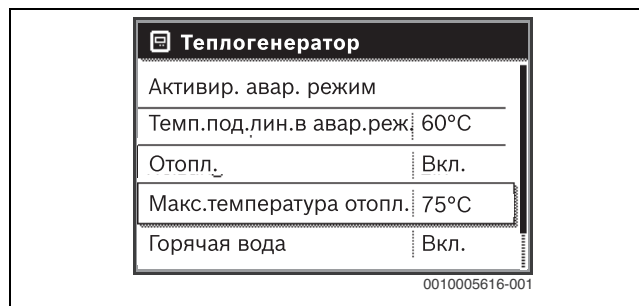 Теплогенератор
Активир. авар. режим
Темп.под.лин.в авар.реж. 60°C
Отопл. Вкл.
Макс.температура отопл. 75°C
Горячая вода Вкл.
0010005616-001